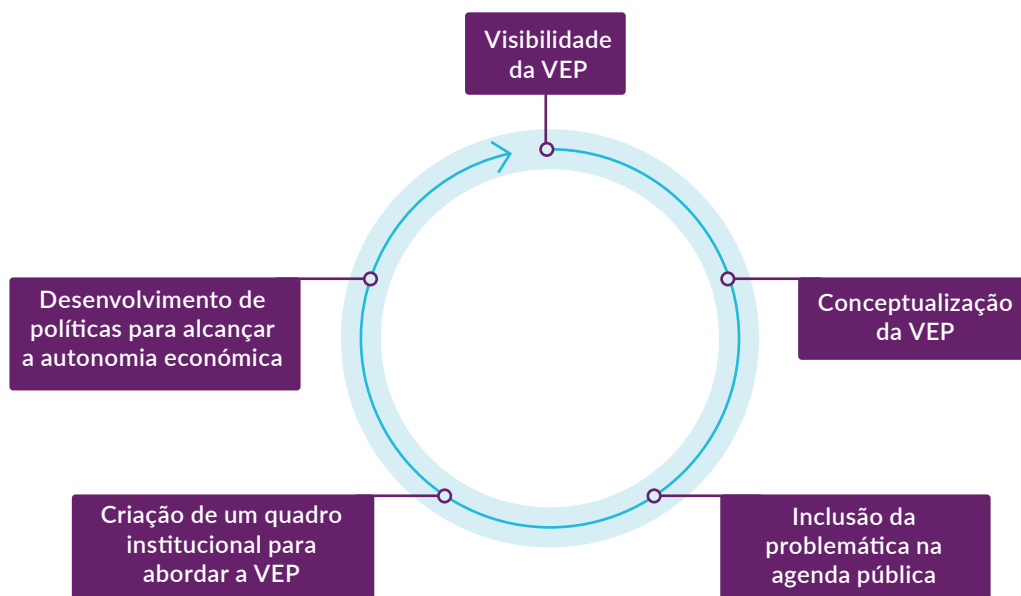 Visibilidade
da VEP
Conceptualização
da VEP
Inclusão da
problemática na
agenda pública
Criação de um quadro
institucional para
abordar a VEP
Desenvolvimento de
políticas para alcançar
a autonomia económica